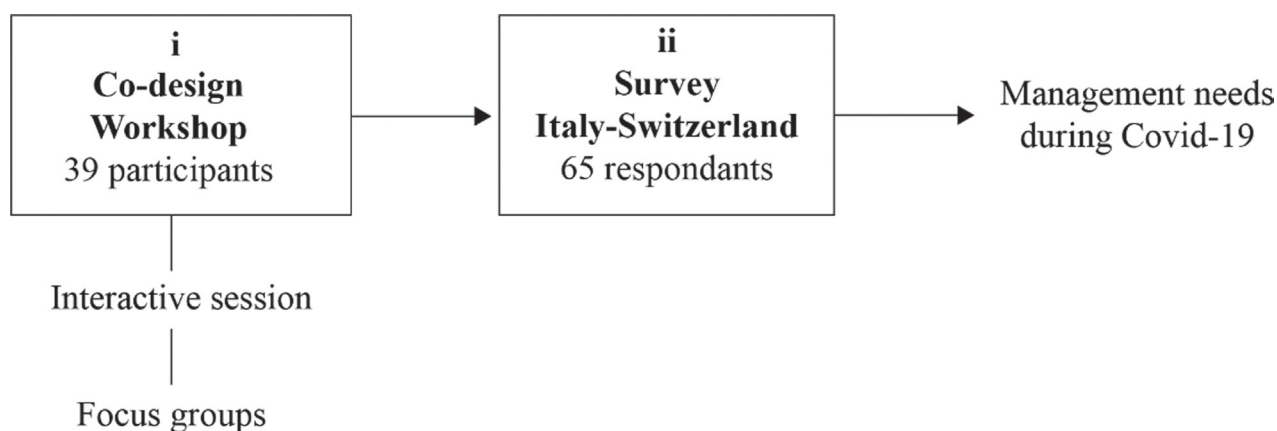 i
Co-design
Workshop
39 participants
ii
Survey
Italy-Switzerland
65 respondants
Management needs
during Covid-19
Interactive session
Focus groups